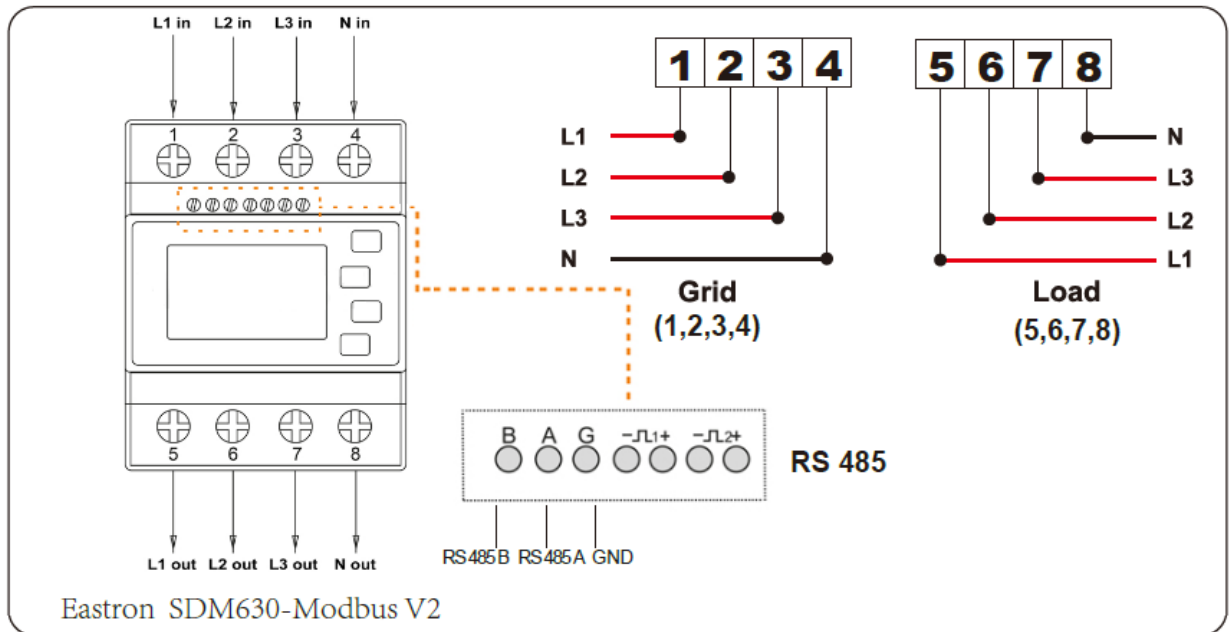 L1 in L2 in L3 in N in
1 2 3 4
5 6 7 8
L1 out L2 out L3 out N out
1 2 3 4
L1
L2
L3
N
Grid
(1,2,3,4)
5 6 7 8
N
L3
L2
L1
Load
(5,6,7,8)
B A G -⎍1+ -⎍2+
RS 485
RS485B RS485A GND
Eastron SDM630-Modbus V2